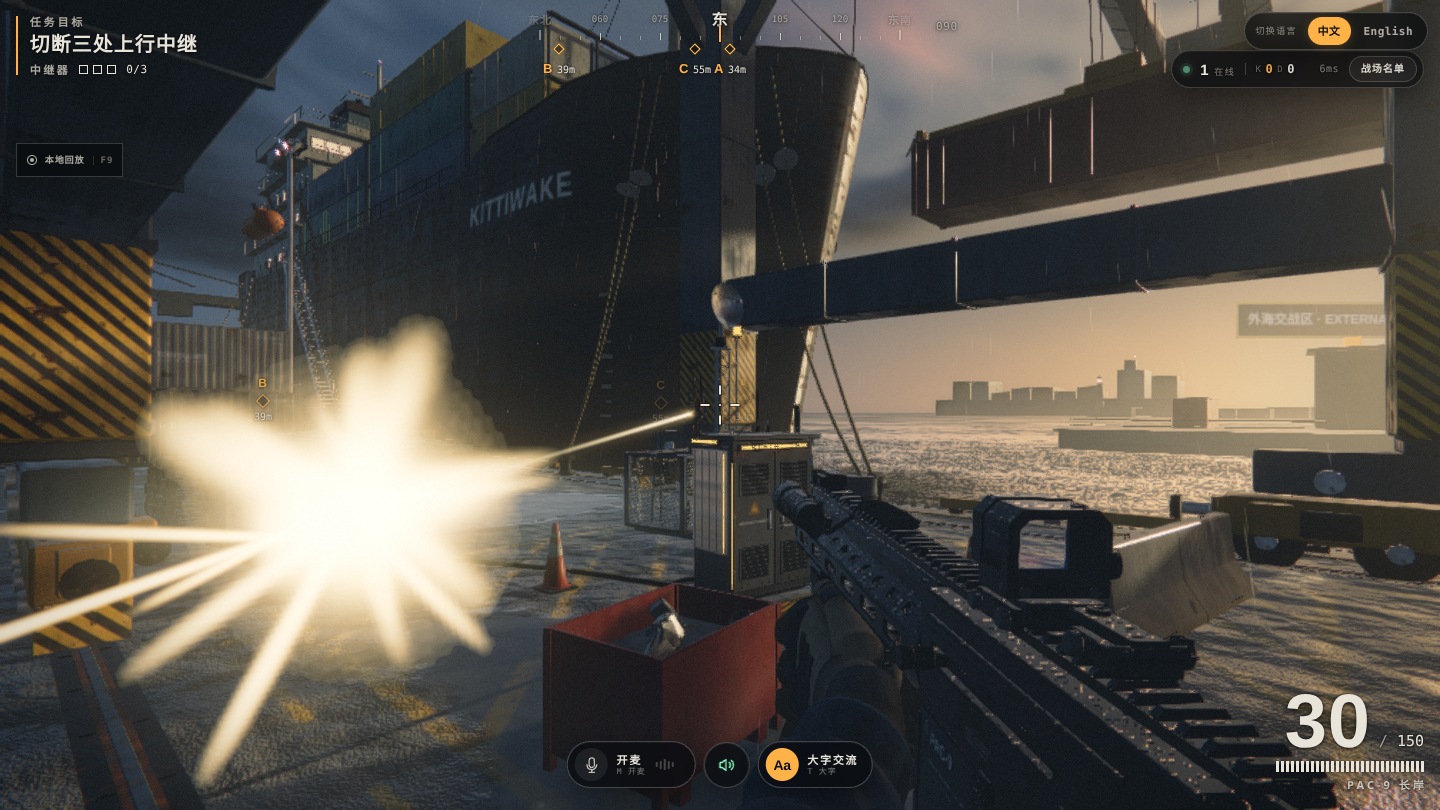 任务目标
切断三处上行中继
中继器 0/3
本地回放 F9
东北 060 075 东 105 120 东南 090
B 39m C 55m A 34m
切换语言 中文 English
1 在线 K 0 D 0 6ms 战场名单
KITTIWAKE
外海交战区 · EXTERNA
B
39m
C
开麦
M 开麦
Aa
大字交流
T 大字
30 / 150
PAC-9 长岸